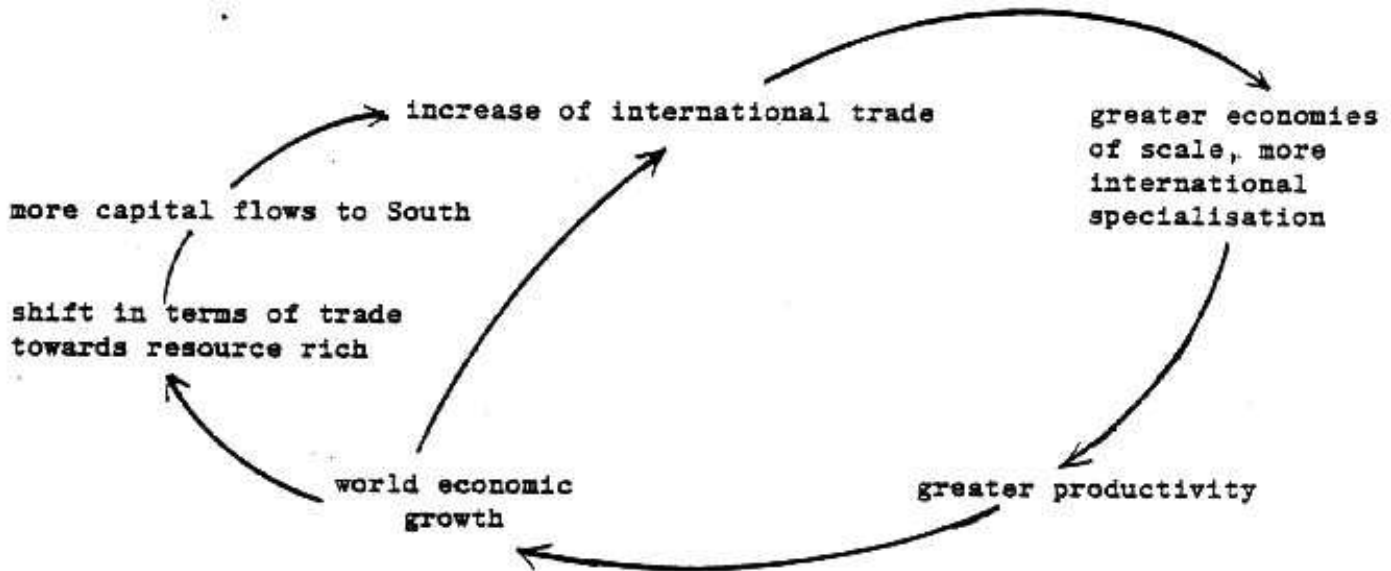 increase of international trade
greater economies
of scale, more
international
specialisation
more capital flows to South
shift in terms of trade
towards resource rich
world economic
growth
greater productivity